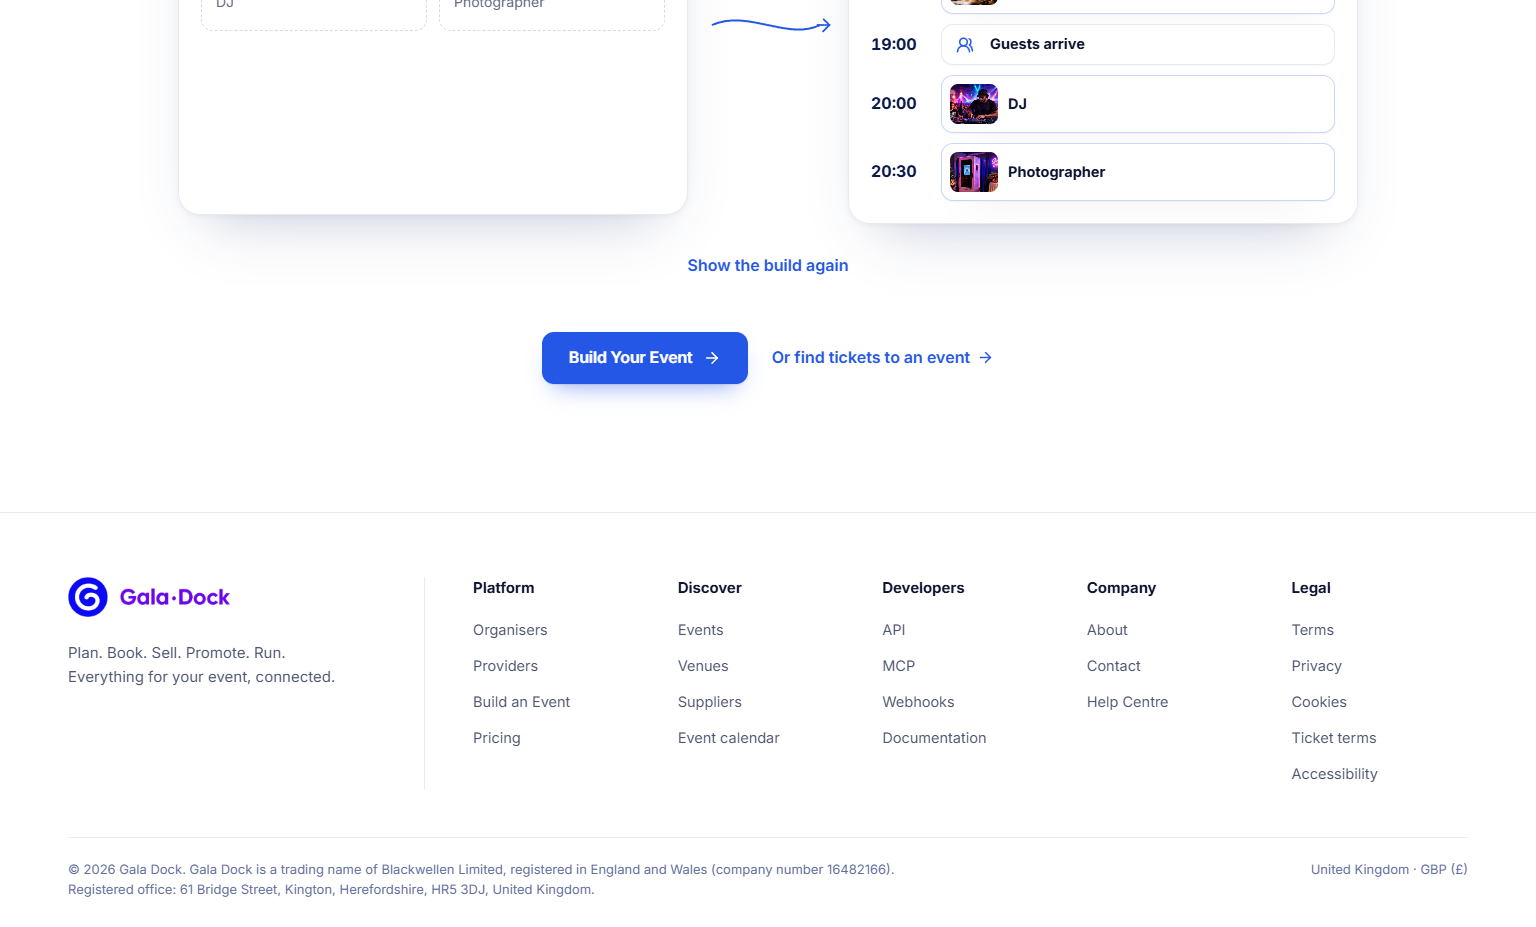 DJ
Photographer
19:00
Guests arrive
20:00
DJ
20:30
Photographer
Show the build again
Build Your Event
Or find tickets to an event
Gala·Dock
Plan. Book. Sell. Promote. Run.
Everything for your event, connected.
Platform
Organisers
Providers
Build an Event
Pricing
Discover
Events
Venues
Suppliers
Event calendar
Developers
API
MCP
Webhooks
Documentation
Company
About
Contact
Help Centre
Legal
Terms
Privacy
Cookies
Ticket terms
Accessibility
© 2026 Gala Dock. Gala Dock is a trading name of Blackwellen Limited, registered in England and Wales (company number 16482166).
Registered office: 61 Bridge Street, Kington, Herefordshire, HR5 3DJ, United Kingdom.
United Kingdom · GBP (£)